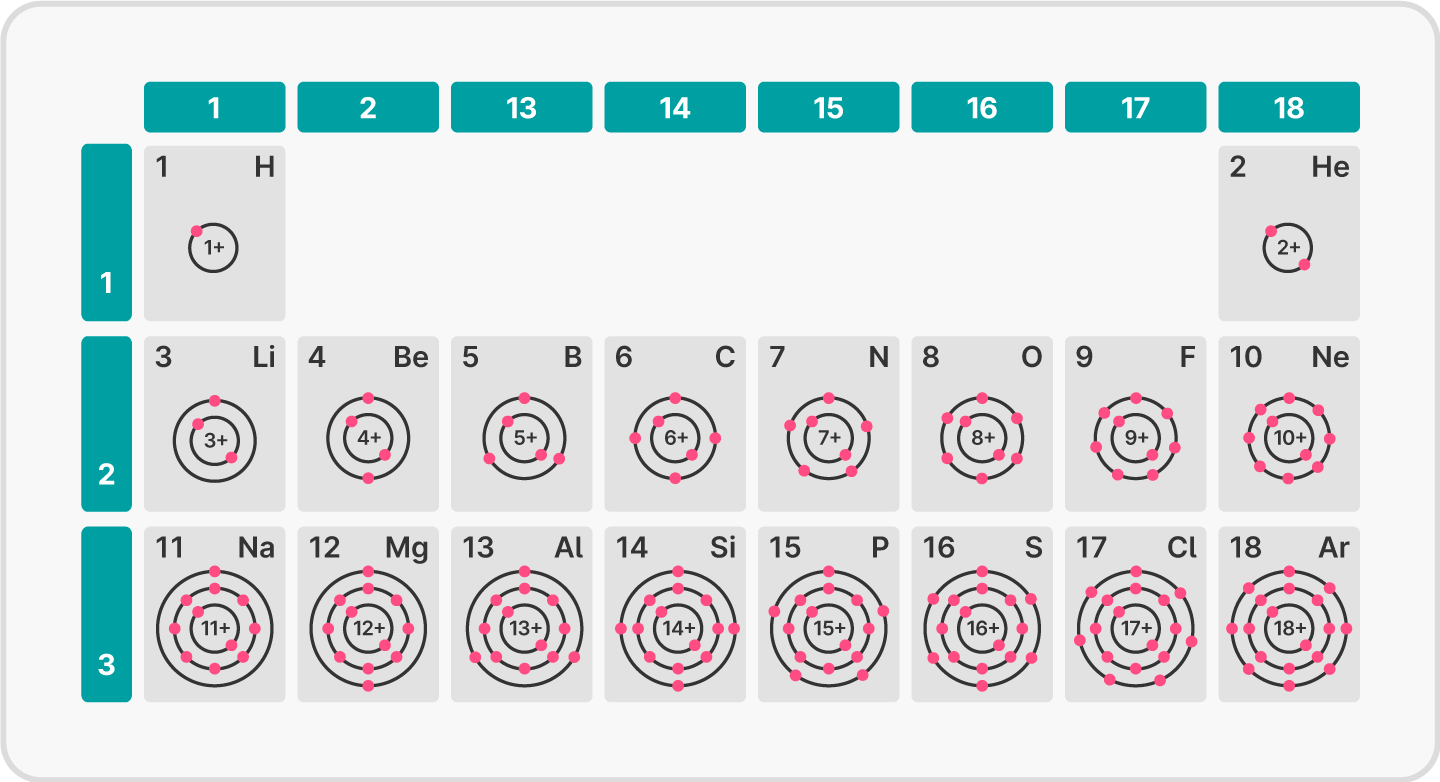 1 2 13 14 15 16 17 18
1
1 H
1+
2 He
2+
2
3 Li
3+
4 Be
4+
5 B
5+
6 C
6+
7 N
7+
8 O
8+
9 F
9+
10 Ne
10+
3
11 Na
11+
12 Mg
12+
13 Al
13+
14 Si
14+
15 P
15+
16 S
16+
17 Cl
17+
18 Ar
18+